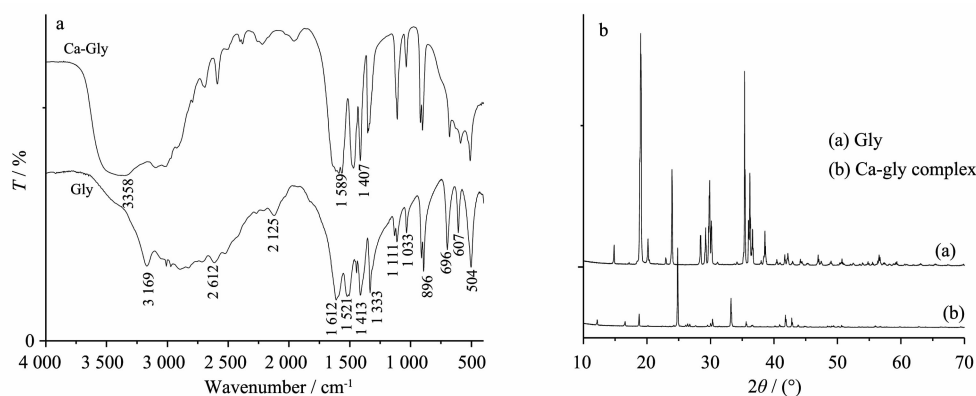 a
Ca-Gly
3358
1 589
1 407
Gly
3 169
2 612
2 125
1 612
1 521
1 413
1 333
1 111
1 033
896
696
607
504
T / %
0
4 000
3 500
3 000
2 500
2 000
1 500
1 000
500
Wavenumber / cm-1
b
(a) Gly
(b) Ca-gly complex
(a)
(b)
10
20
30
40
50
60
70
2θ / (°)